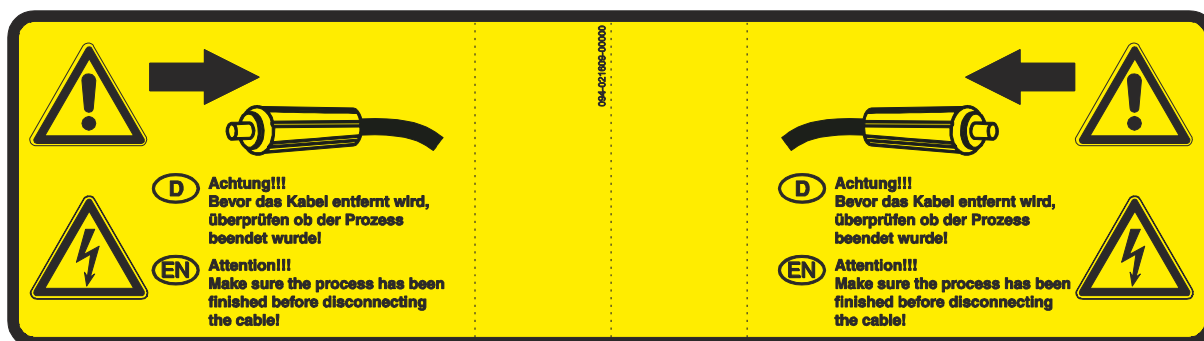 D
Achtung!!!
Bevor das Kabel entfernt wird,
überprüfen ob der Prozess
beendet wurde!
EN
Attention!!!
Make sure the process has been
finished before disconnecting
the cable!
094-021609-00000
D
Achtung!!!
Bevor das Kabel entfernt wird,
überprüfen ob der Prozess
beendet wurde!
EN
Attention!!!
Make sure the process has been
finished before disconnecting
the cable!